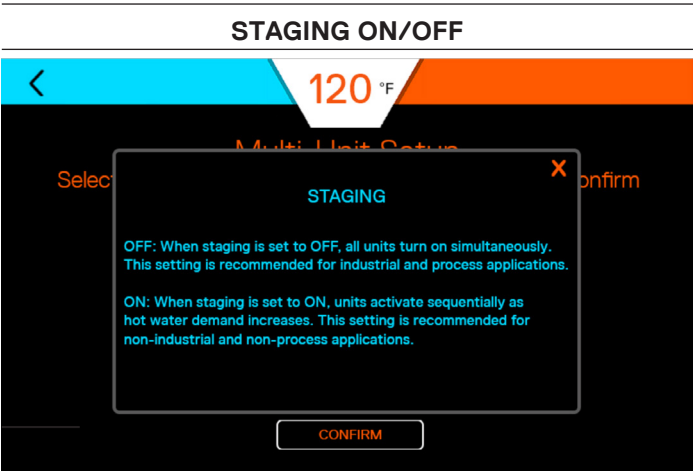 STAGING ON/OFF
120 °F
Multi-Unit Setup
Selec onfirm
STAGING
X
OFF: When staging is set to OFF, all units turn on simultaneously.
This setting is recommended for industrial and process applications.
ON: When staging is set to ON, units activate sequentially as
hot water demand increases. This setting is recommended for
non-industrial and non-process applications.
CONFIRM